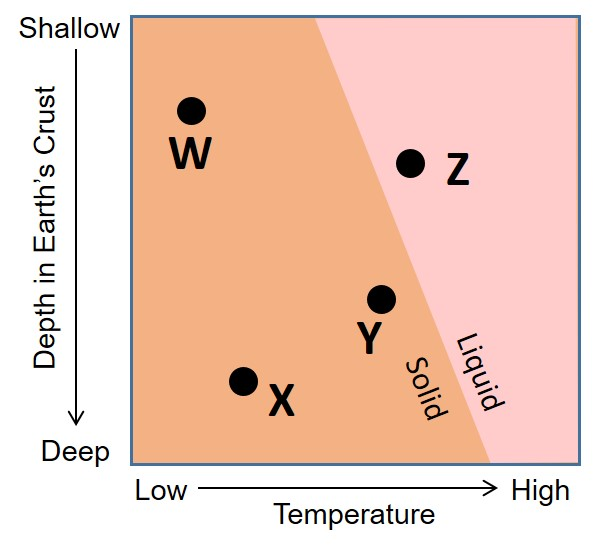 Shallow
Depth in Earth's Crust
Deep
W
Z
Y
X
Solid
Liquid
Low
High
Temperature